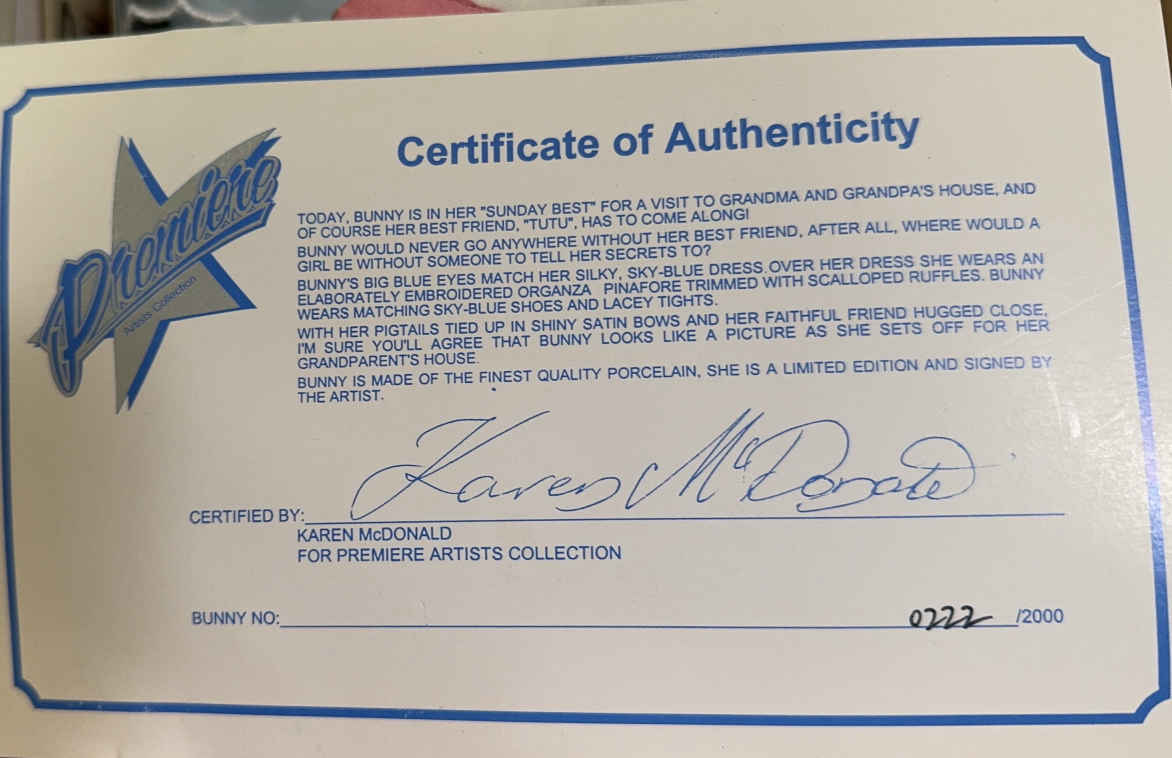 Premiere
Artists Collection
Certificate of Authenticity
TODAY, BUNNY IS IN HER "SUNDAY BEST" FOR A VISIT TO GRANDMA AND GRANDPA'S HOUSE, AND
OF COURSE HER BEST FRIEND, "TUTU", HAS TO COME ALONG!
BUNNY WOULD NEVER GO ANYWHERE WITHOUT HER BEST FRIEND, AFTER ALL, WHERE WOULD A
GIRL BE WITHOUT SOMEONE TO TELL HER SECRETS TO?
BUNNY'S BIG BLUE EYES MATCH HER SILKY, SKY-BLUE DRESS.OVER HER DRESS SHE WEARS AN
ELABORATELY EMBROIDERED ORGANZA PINAFORE TRIMMED WITH SCALLOPED RUFFLES. BUNNY
WEARS MATCHING SKY-BLUE SHOES AND LACEY TIGHTS.
WITH HER PIGTAILS TIED UP IN SHINY SATIN BOWS AND HER FAITHFUL FRIEND HUGGED CLOSE,
I'M SURE YOU'LL AGREE THAT BUNNY LOOKS LIKE A PICTURE AS SHE SETS OFF FOR HER
GRANDPARENT'S HOUSE.
BUNNY IS MADE OF THE FINEST QUALITY PORCELAIN, SHE IS A LIMITED EDITION AND SIGNED BY
THE ARTIST.
Karen McDonald
CERTIFIED BY:
KAREN McDONALD
FOR PREMIERE ARTISTS COLLECTION
BUNNY NO: 0222 /2000